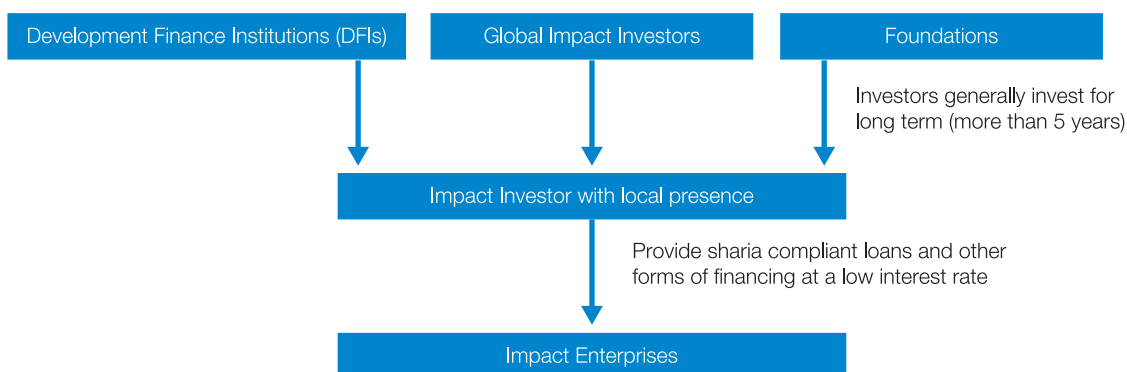 Development Finance Institutions (DFIs)
Global Impact Investors
Foundations
Investors generally invest for
long term (more than 5 years)
Impact Investor with local presence
Provide sharia compliant loans and other
forms of financing at a low interest rate
Impact Enterprises